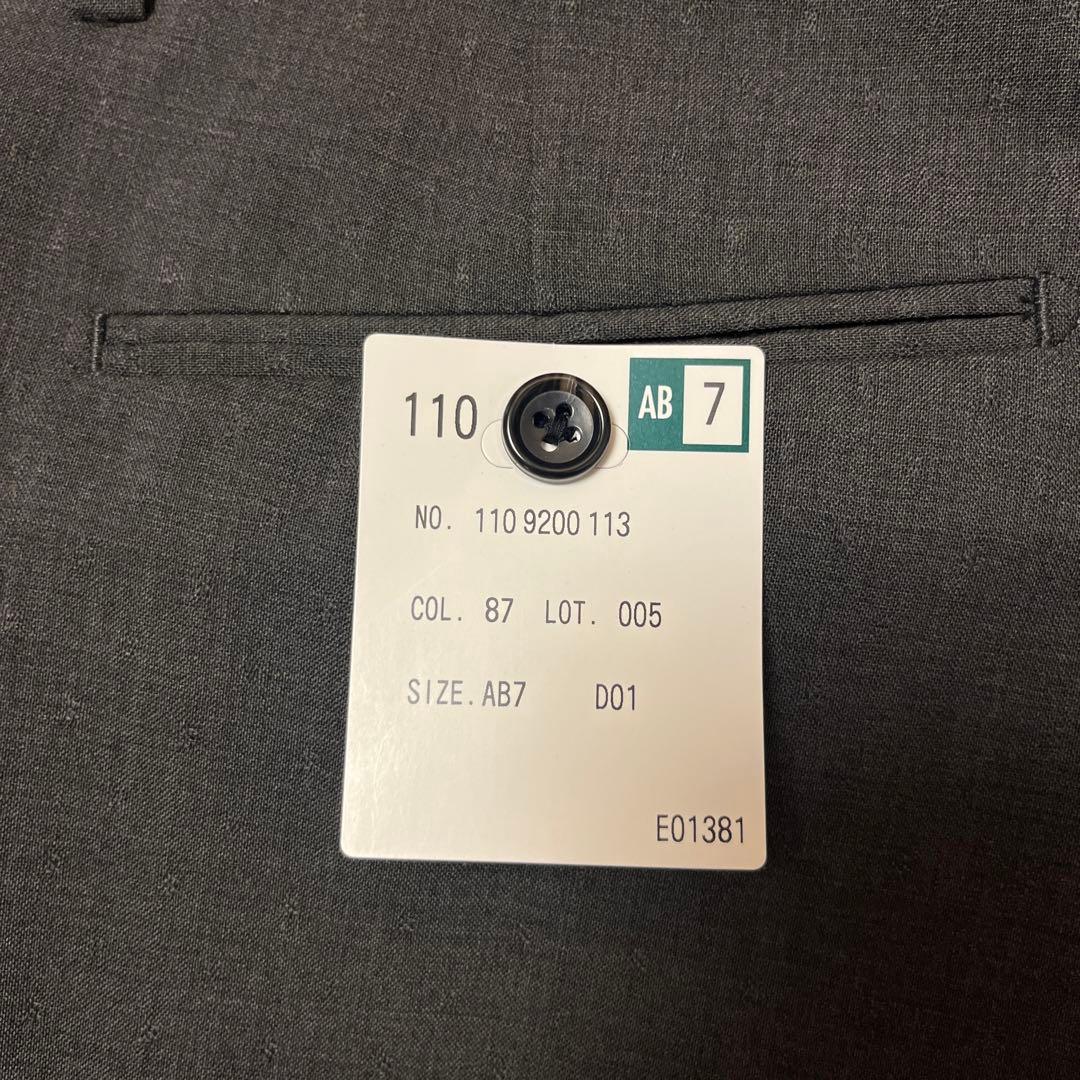 110 AB 7
NO. 110 9200 113
COL. 87 LOT. 005
SIZE. AB7 D01
E01381